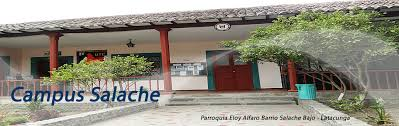 Campus Salache
Parroquia Eloy Alfaro Barrio Salache Bajo - Latacunga